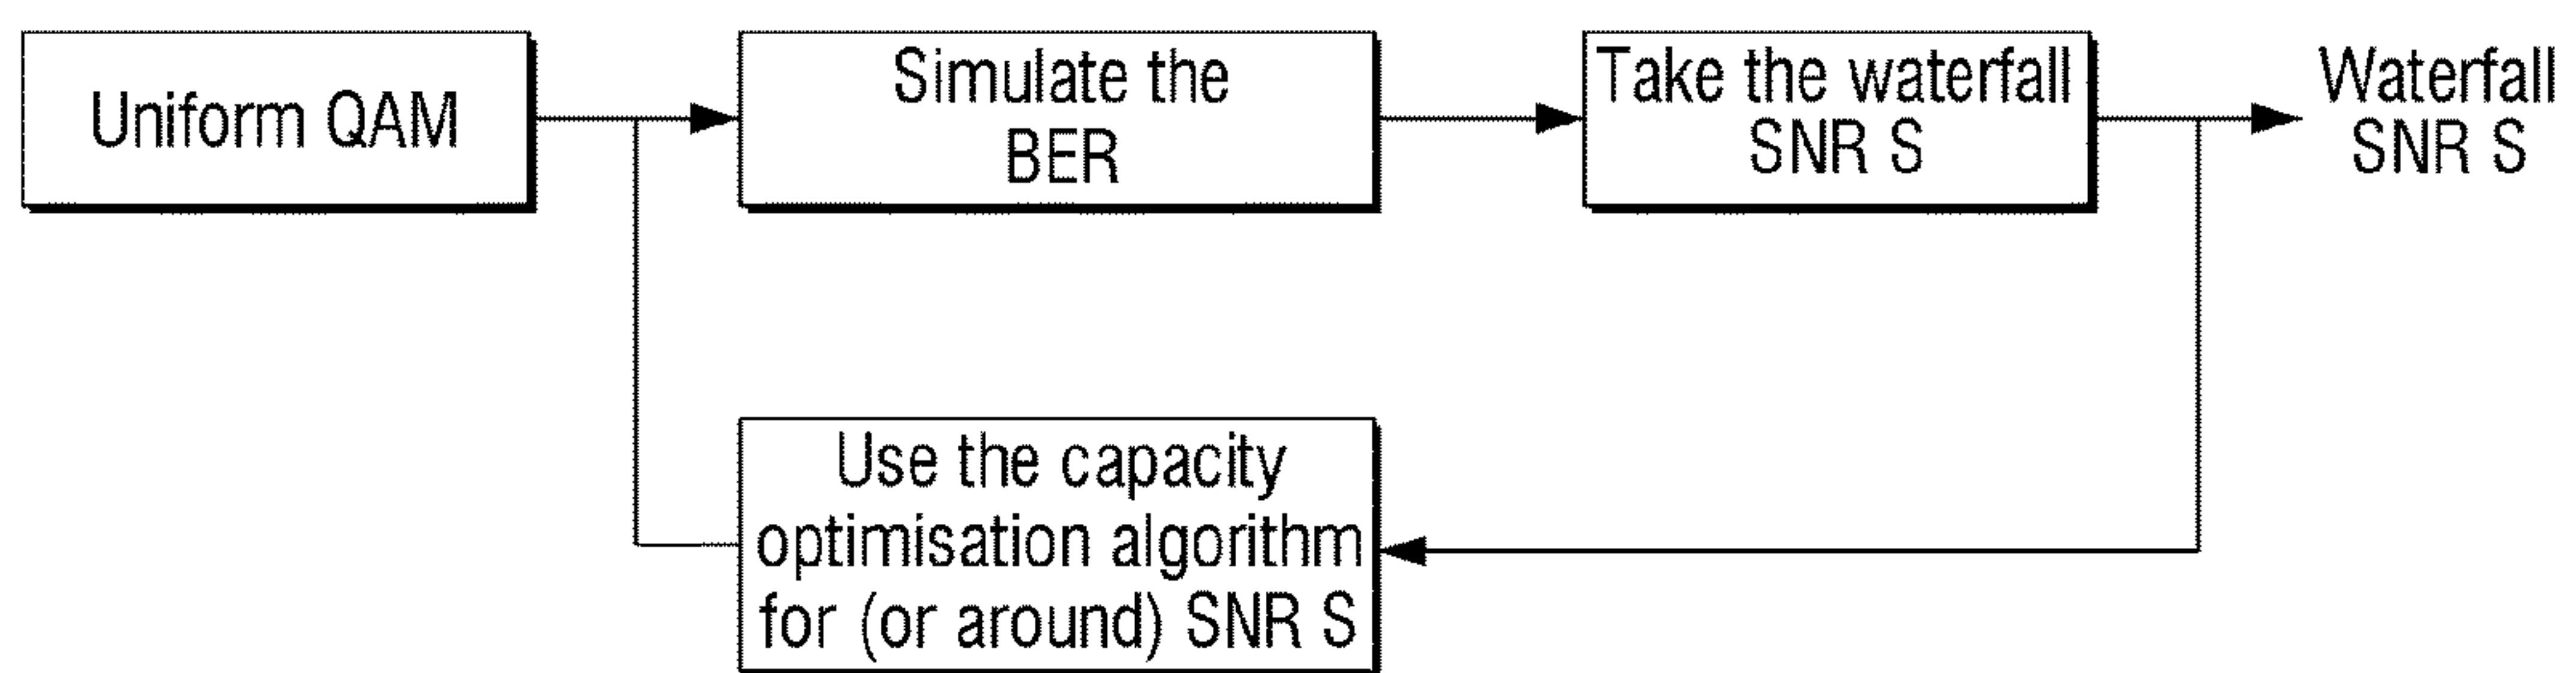 Uniform QAM
Simulate the
BER
Take the waterfall
SNR S
Waterfall
SNR S
Use the capacity
optimisation algorithm
for (or around) SNR S